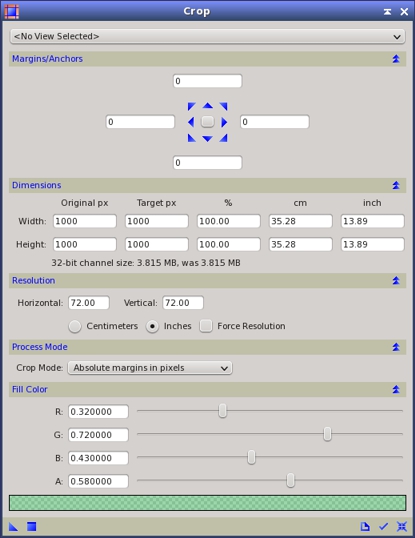 Crop
<No View Selected>
Margins/Anchors
0
0 0
0
Dimensions
Original px Target px % cm inch
Width: 1000 1000 100.00 35.28 13.89
Height: 1000 1000 100.00 35.28 13.89
32-bit channel size: 3.815 MB, was 3.815 MB
Resolution
Horizontal: 72.00 Vertical: 72.00
Centimeters Inches Force Resolution
Process Mode
Crop Mode: Absolute margins in pixels
Fill Color
R: 0.320000
G: 0.720000
B: 0.430000
A: 0.580000